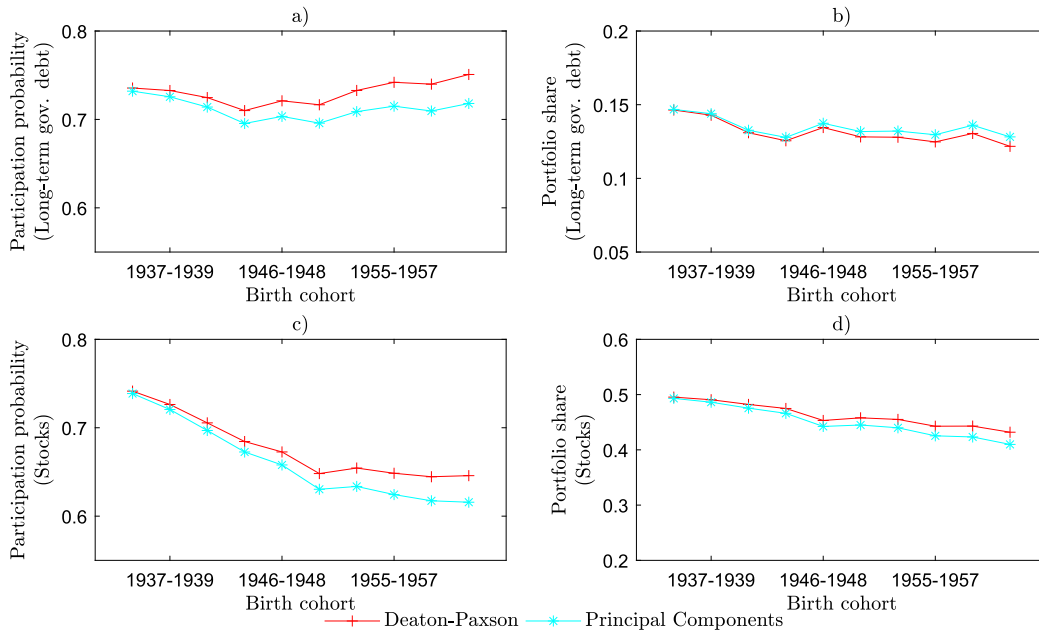 a)
Participation probability
(Long-term gov. debt)
0.8
0.7
0.6
1937-1939 1946-1948 1955-1957
Birth cohort
b)
Portfolio share
(Long-term gov. debt)
0.2
0.15
0.1
0.05
1937-1939 1946-1948 1955-1957
Birth cohort
c)
Participation probability
(Stocks)
0.8
0.7
0.6
1937-1939 1946-1948 1955-1957
Birth cohort
d)
Portfolio share
(Stocks)
0.6
0.5
0.4
0.3
0.2
1937-1939 1946-1948 1955-1957
Birth cohort
Deaton-Paxson Principal Components